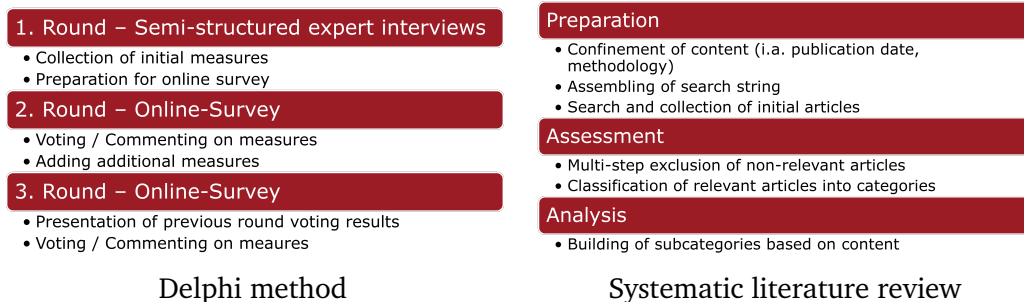 1. Round – Semi-structured expert interviews
• Collection of initial measures
• Preparation for online survey
2. Round – Online-Survey
• Voting / Commenting on measures
• Adding additional measures
3. Round – Online-Survey
• Presentation of previous round voting results
• Voting / Commenting on meaures
Delphi method
Preparation
• Confinement of content (i.a. publication date,
methodology)
• Assembling of search string
• Search and collection of initial articles
Assessment
• Multi-step exclusion of non-relevant articles
• Classification of relevant articles into categories
Analysis
• Building of subcategories based on content
Systematic literature review